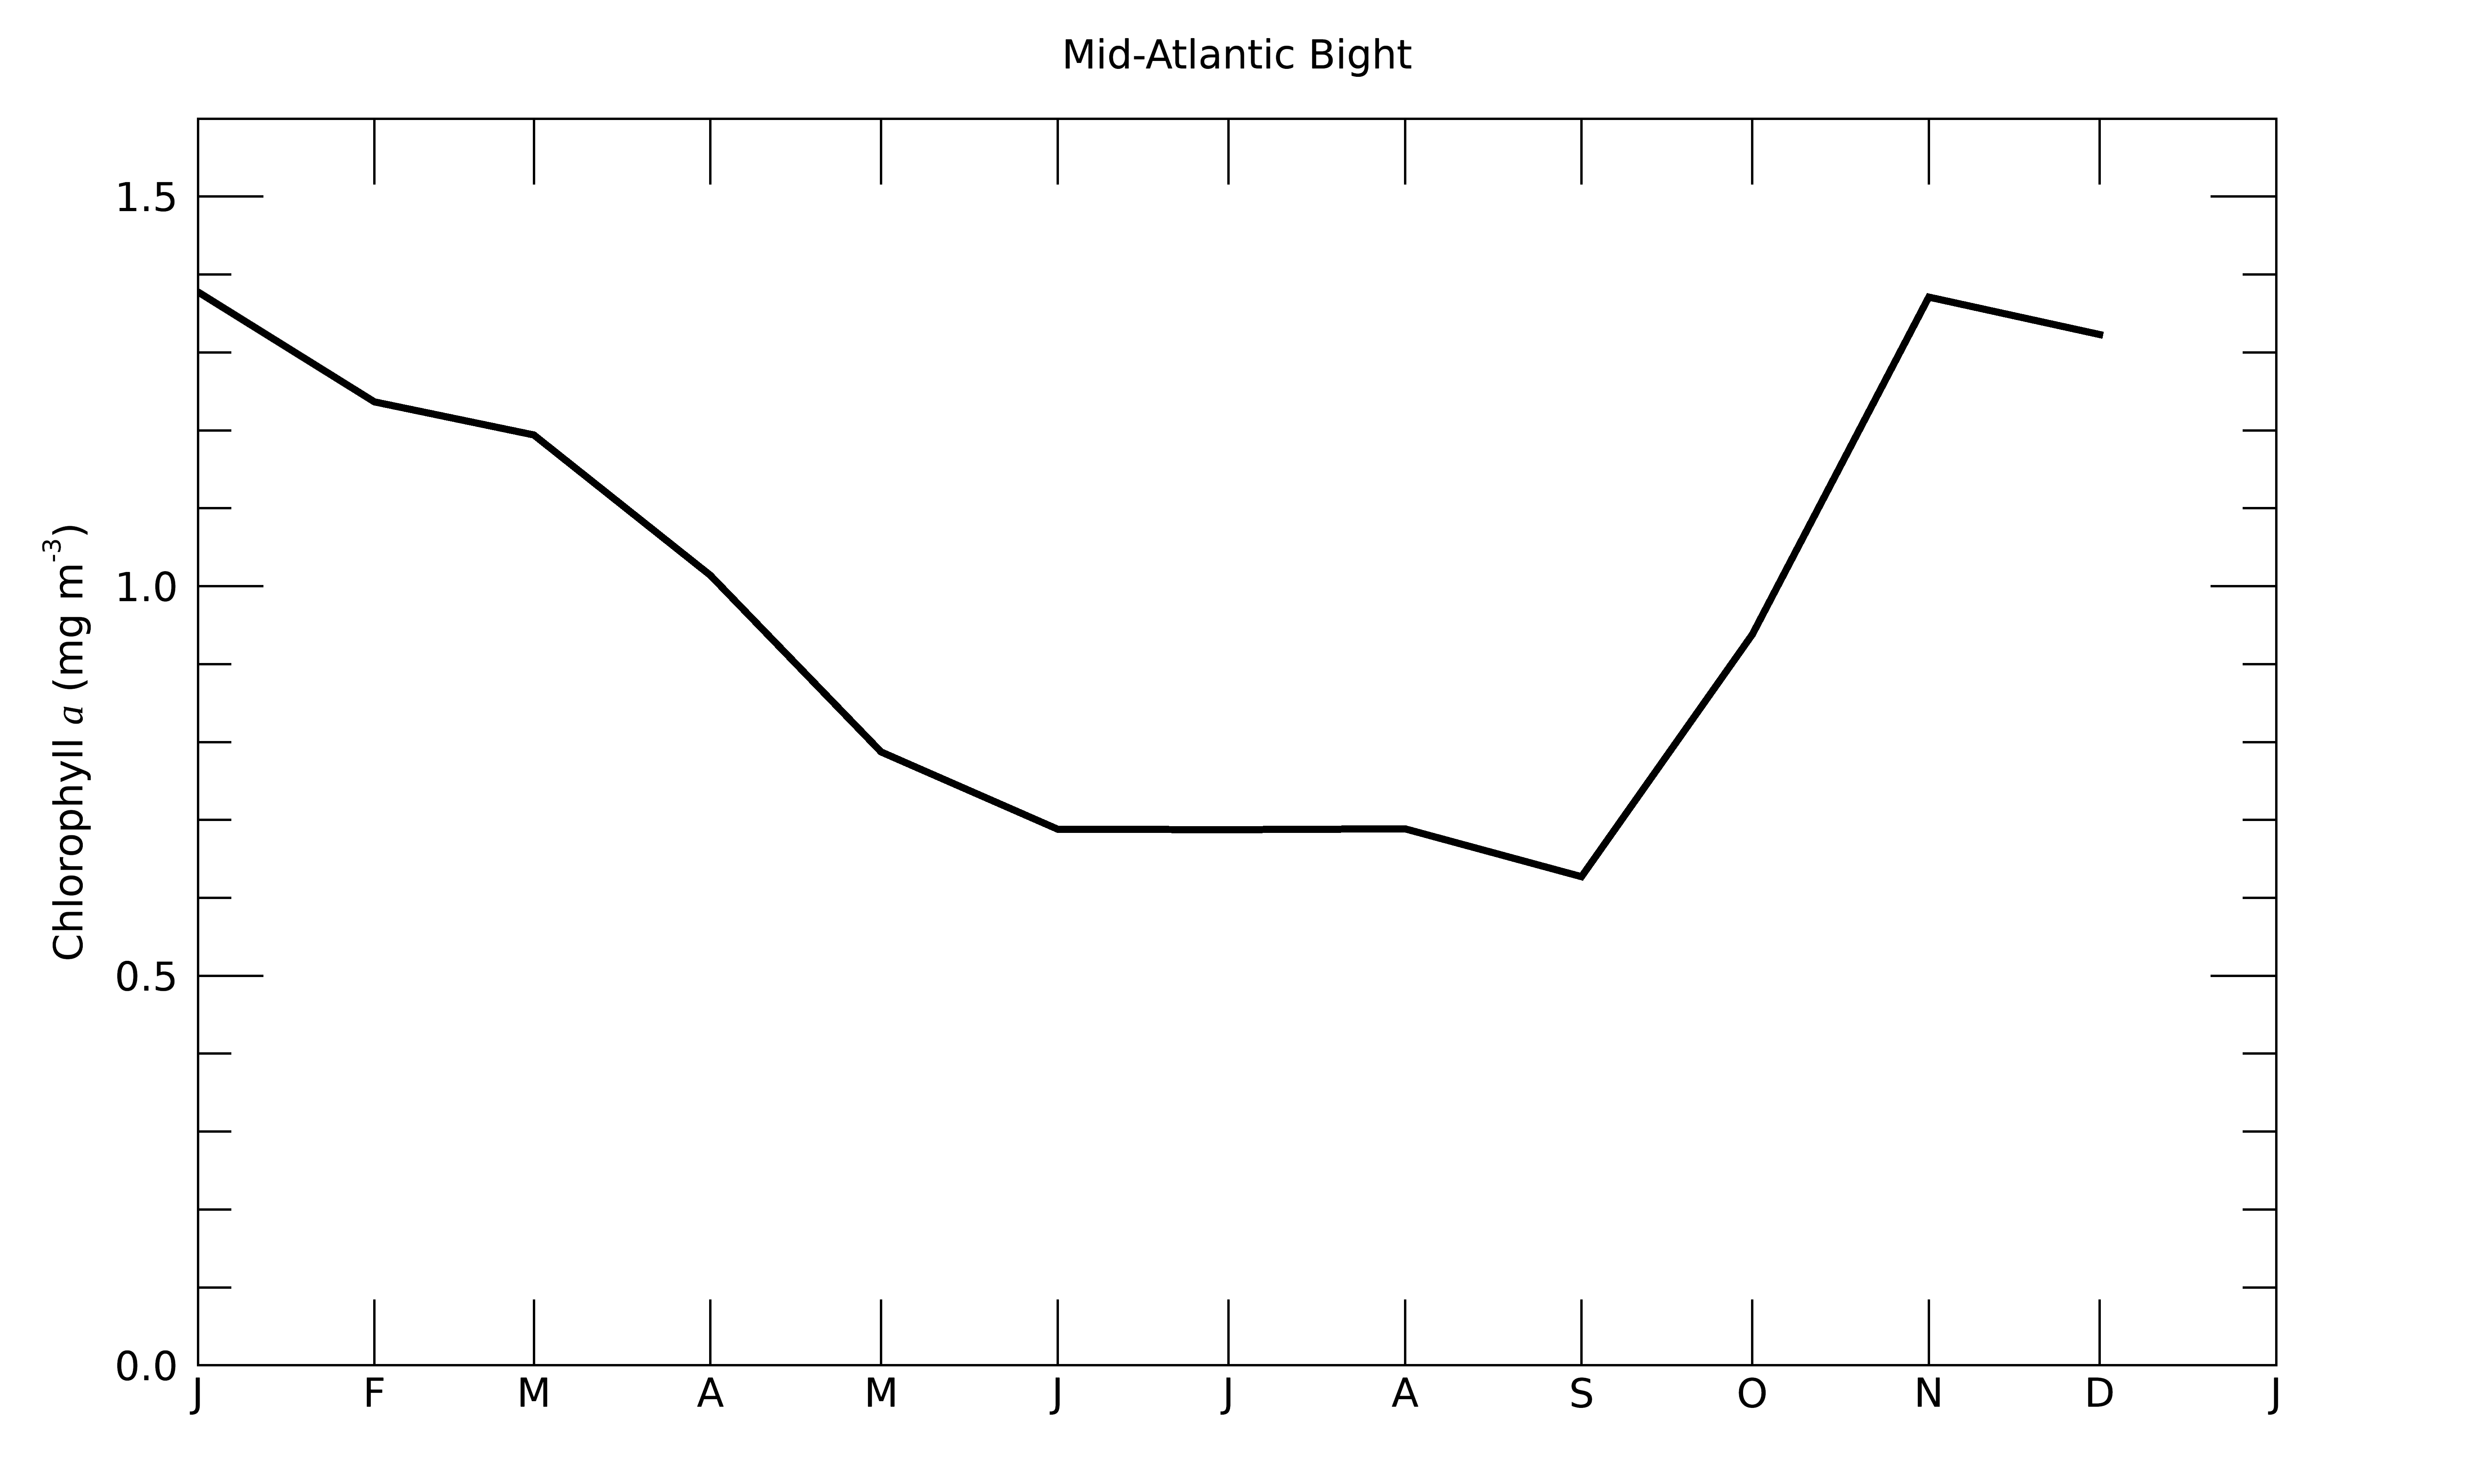 Mid-Atlantic Bight
Chlorophyll a (mg m⁻³)
1.5
1.0
0.5
0.0
J F M A M J J A S O N D J